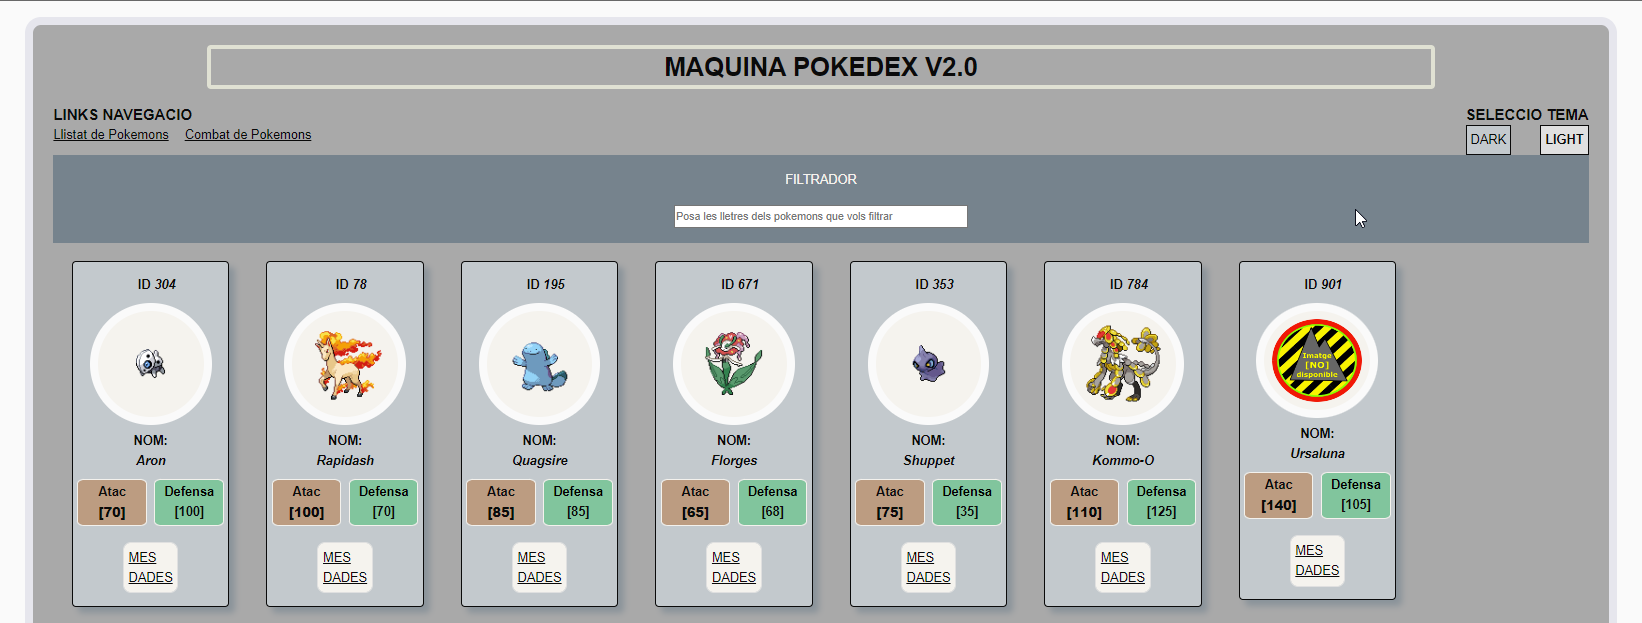 MAQUINA POKEDEX V2.0
LINKS NAVEGACIO
Llistat de Pokemons Combat de Pokemons
SELECCIO TEMA
DARK LIGHT
FILTRADOR
Posa les lletres dels pokemons que vols filtrar
ID 304
NOM:
Aron
Atac
[70]
Defensa
[100]
MES
DADES
ID 78
NOM:
Rapidash
Atac
[100]
Defensa
[70]
MES
DADES
ID 195
NOM:
Quagsire
Atac
[85]
Defensa
[85]
MES
DADES
ID 671
NOM:
Florges
Atac
[65]
Defensa
[68]
MES
DADES
ID 353
NOM:
Shuppet
Atac
[75]
Defensa
[35]
MES
DADES
ID 784
NOM:
Kommo-O
Atac
[110]
Defensa
[125]
MES
DADES
ID 901
Imatge
[NO]
disponible
NOM:
Ursaluna
Atac
[140]
Defensa
[105]
MES
DADES